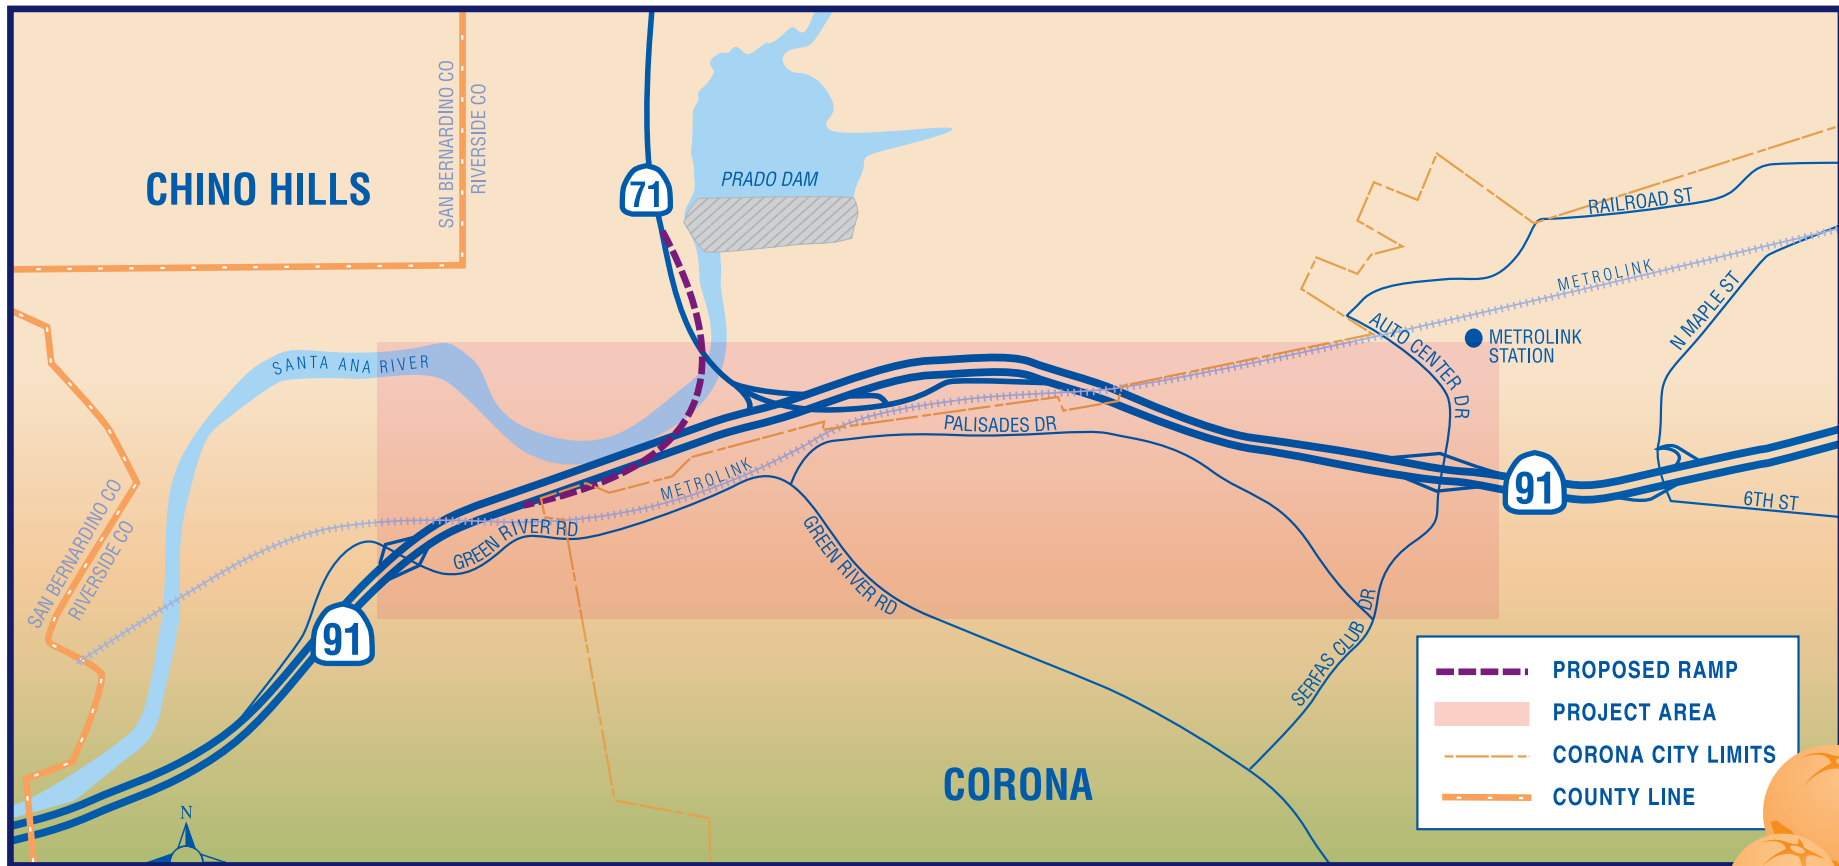 SAN BERNARDINO CO
RIVERSIDE CO
CHINO HILLS
71
PRADO DAM
RAILROAD ST
METROLINK
N MAPLE ST
AUTO CENTER DR
METROLINK
STATION
SANTA ANA RIVER
PALISADES DR
METROLINK
GREEN RIVER RD
GREEN RIVER RD
91
6TH ST
SAN BERNARDINO CO
RIVERSIDE CO
91
SERFAS CLUB DR
CORONA
N
PROPOSED RAMP
PROJECT AREA
CORONA CITY LIMITS
COUNTY LINE